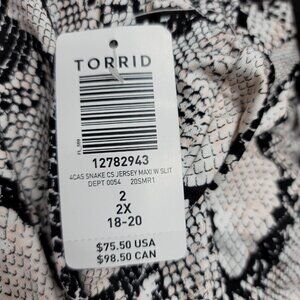 TORRID
12782943
4CAS SNAKE CS JERSEY MAXI W SLIT
DEPT 0054 20SMR1
2
2X
18-20
$75.50 USA
$98.50 CAN